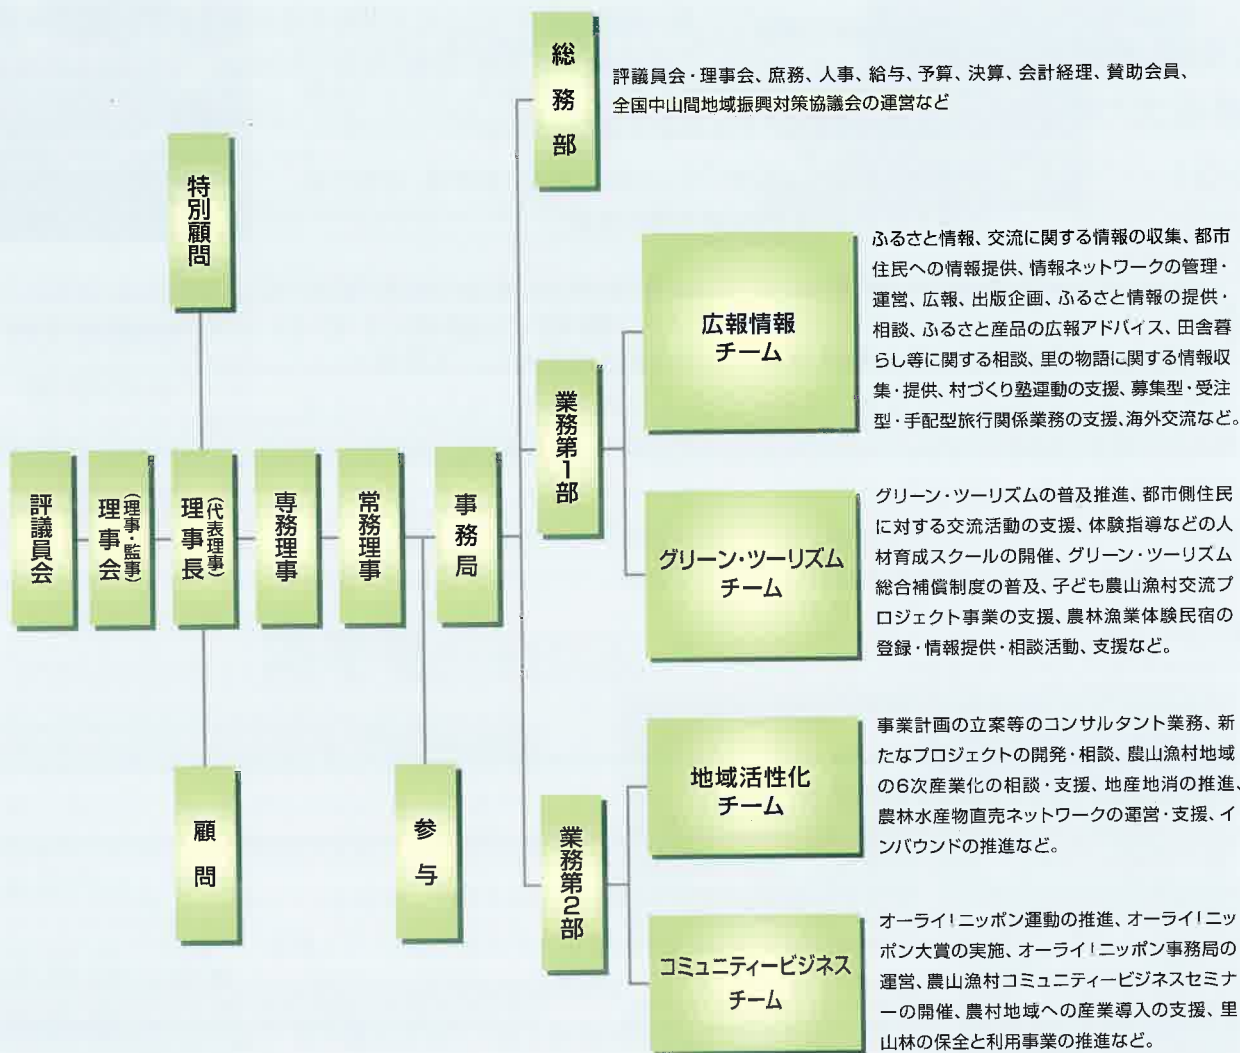 総務部
評議員会・理事会、庶務、人事、給与、予算、決算、会計経理、賛助会員、
全国中山間地域振興対策協議会の運営など
特別顧問
広報情報
チーム
ふるさと情報、交流に関する情報の収集、都市
住民への情報提供、情報ネットワークの管理・
運営、広報、出版企画、ふるさと情報の提供・
相談、ふるさと産品の広報アドバイス、田舎暮
らし等に関する相談、里の物語に関する情報収
集・提供、村づくり塾運動の支援、募集型・受注
型・手配型旅行関係業務の支援、海外交流など。
業務第1部
評議員会
理事会
(理事・監事)
理事長
(代表理事)
専務理事
常務理事
事務局
グリーン・ツーリズム
チーム
グリーン・ツーリズムの普及推進、都市側住民
に対する交流活動の支援、体験指導などの人
材育成スクールの開催、グリーン・ツーリズム
総合補償制度の普及、子ども農山漁村交流プ
ロジェクト事業の支援、農林漁業体験民宿の
登録・情報提供・相談活動、支援など。
地域活性化
チーム
事業計画の立案等のコンサルタント業務、新
たなプロジェクトの開発・相談、農山漁村地域
の6次産業化の相談・支援、地産地消の推進、
農林水産物直売ネットワークの運営・支援、イ
ンバウンドの推進など。
顧問
参与
業務第2部
コミュニティービジネス
チーム
オーライ!ニッポン運動の推進、オーライ!ニッ
ポン大賞の実施、オーライ!ニッポン事務局の
運営、農山漁村コミュニティービジネスセミナ
ーの開催、農村地域への産業導入の支援、里
山林の保全と利用事業の推進など。